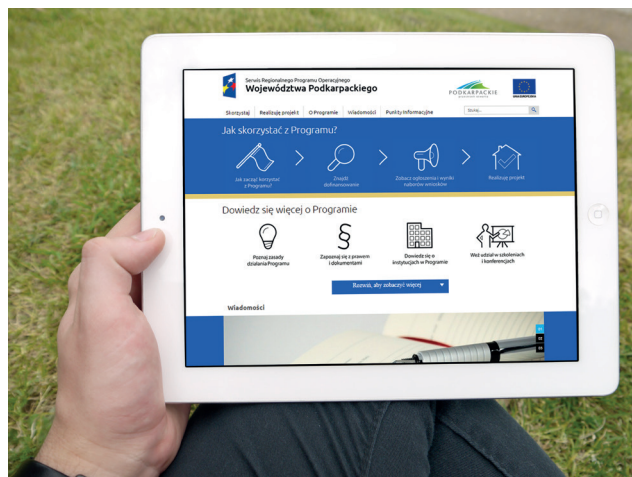 Serwis Regionalnego Programu Operacyjnego
Województwa Podkarpackiego
PODKARPACKIE
UNIA EUROPEJSKA
Skorzystaj Realizuję projekt O Programie Wiadomości Punkty Informacyjne
Szukaj...
Jak skorzystać z Programu?
Jak zacząć korzystać
z Programu?
Znajdź
dofinansowanie
Zobacz ogłoszenia i wyniki
naborów wniosków
Realizuję projekt
Dowiedz się więcej o Programie
Poznaj zasady
działania Programu
Zapoznaj się z prawem
i dokumentami
Dowiedz się o
instytucjach w Programie
Weź udział w szkoleniach
i konferencjach
Rozwiń, aby zobaczyć więcej
Wiadomości